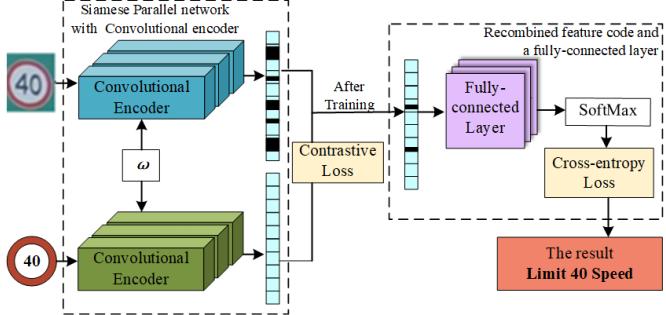 Siamese Parallel network
with Convolutional encoder
40
Convolutional
Encoder
ω
40
Convolutional
Encoder
Contrastive
Loss
After
Training
Recombined feature code and
a fully-connected layer
Fully-
connected
Layer
SoftMax
Cross-entropy
Loss
The result
Limit 40 Speed